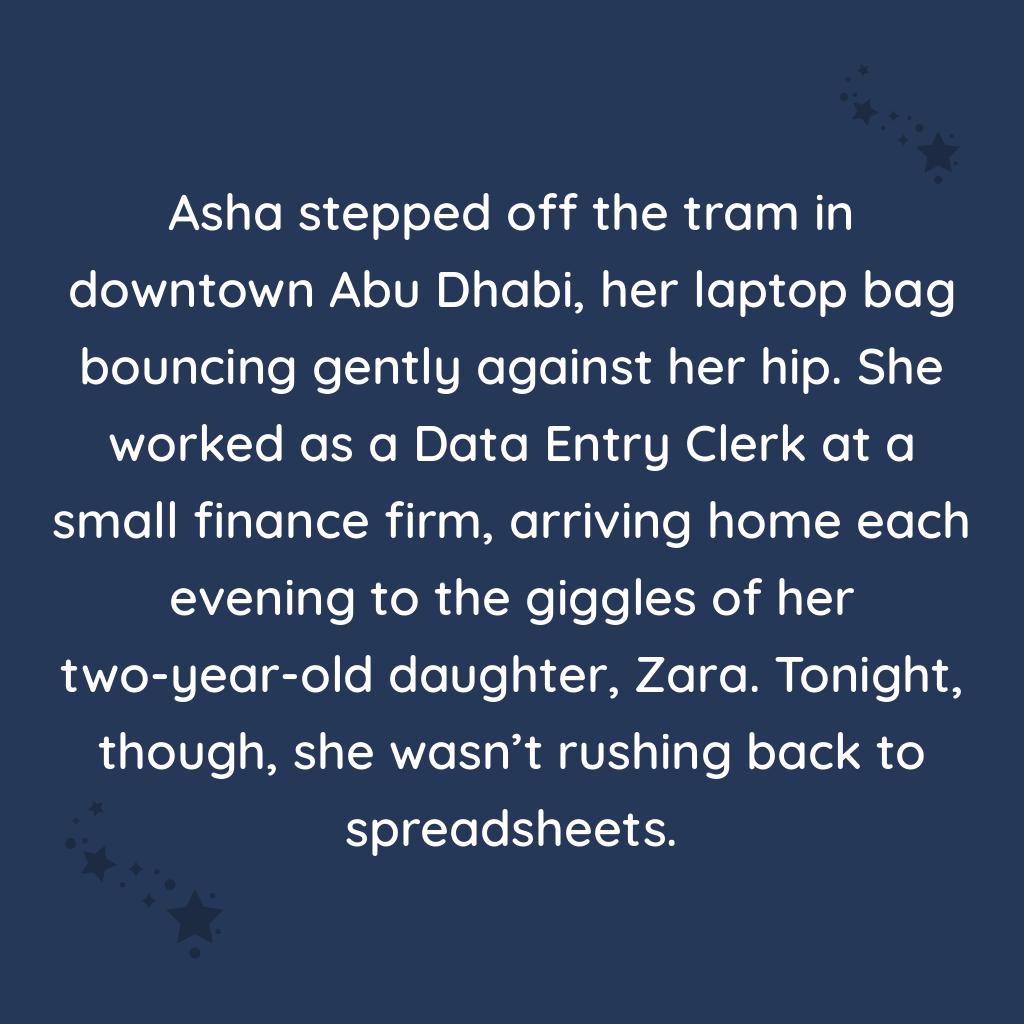 Asha stepped off the tram in
downtown Abu Dhabi, her laptop bag
bouncing gently against her hip. She
worked as a Data Entry Clerk at a
small finance firm, arriving home each
evening to the giggles of her
two-year-old daughter, Zara. Tonight,
though, she wasn’t rushing back to
spreadsheets.